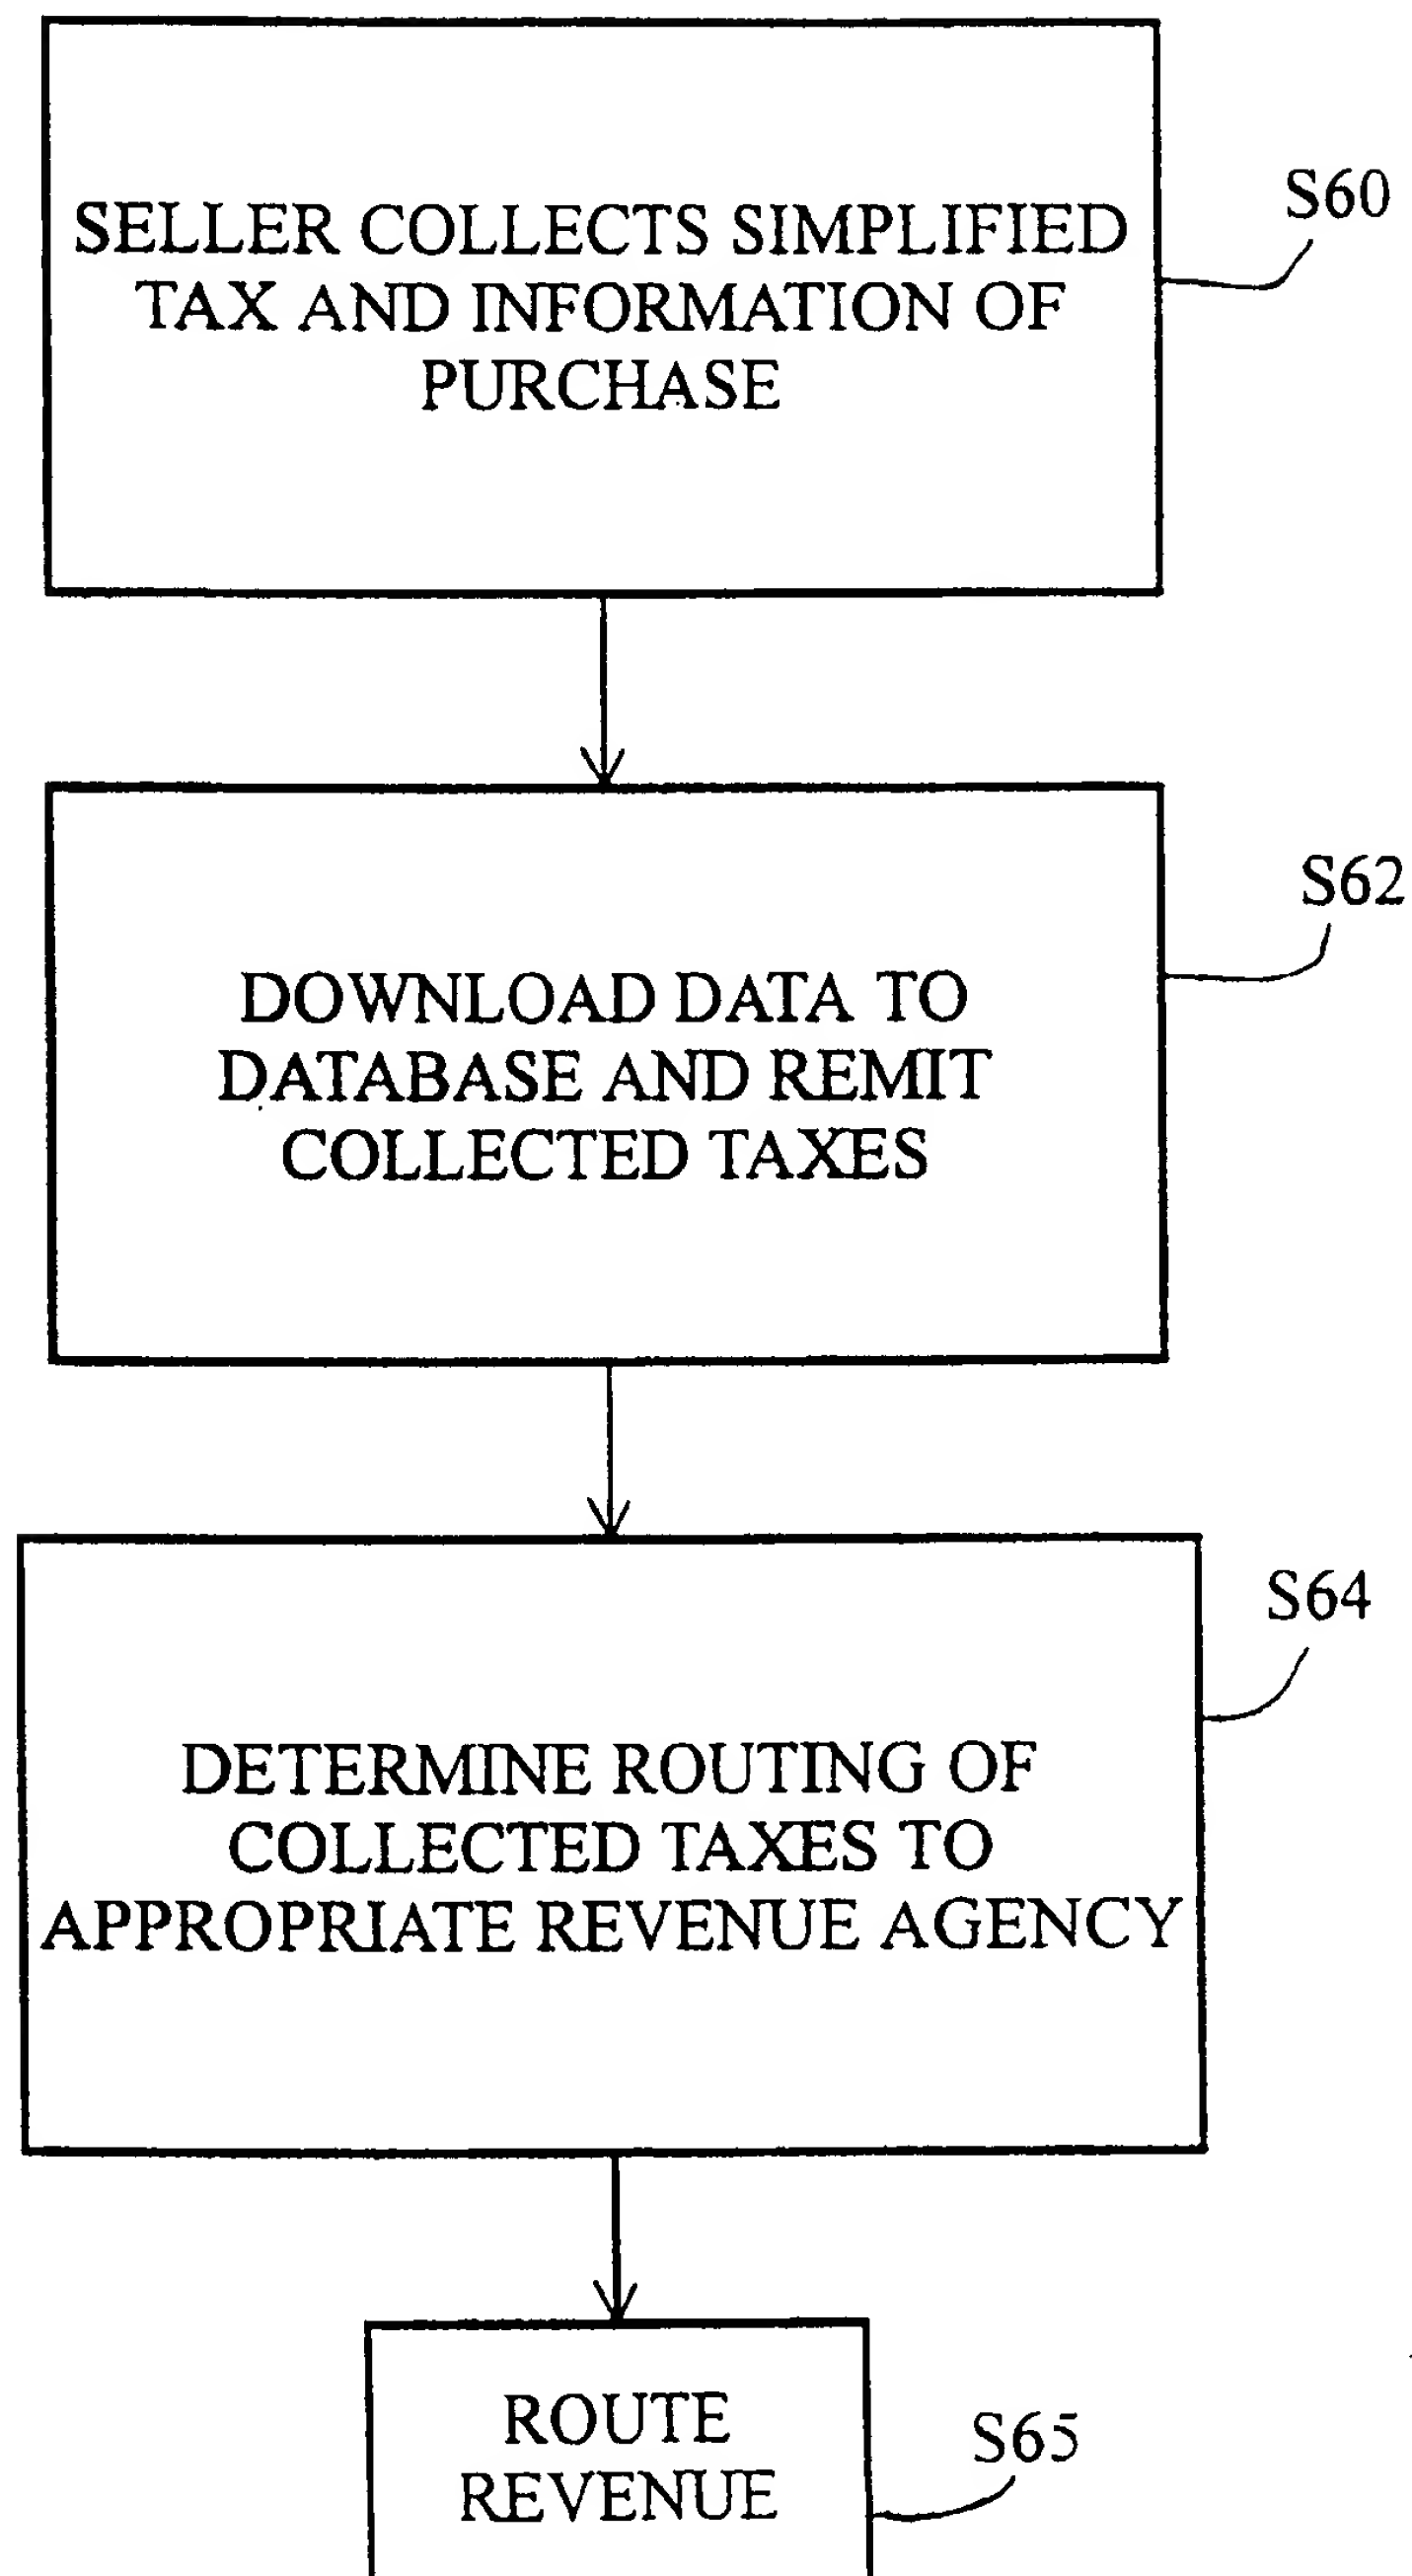 SELLER COLLECTS SIMPLIFIED
TAX AND INFORMATION OF
PURCHASE
S60
DOWNLOAD DATA TO
DATABASE AND REMIT
COLLECTED TAXES
S62
DETERMINE ROUTING OF
COLLECTED TAXES TO
APPROPRIATE REVENUE AGENCY
S64
ROUTE
REVENUE
S65